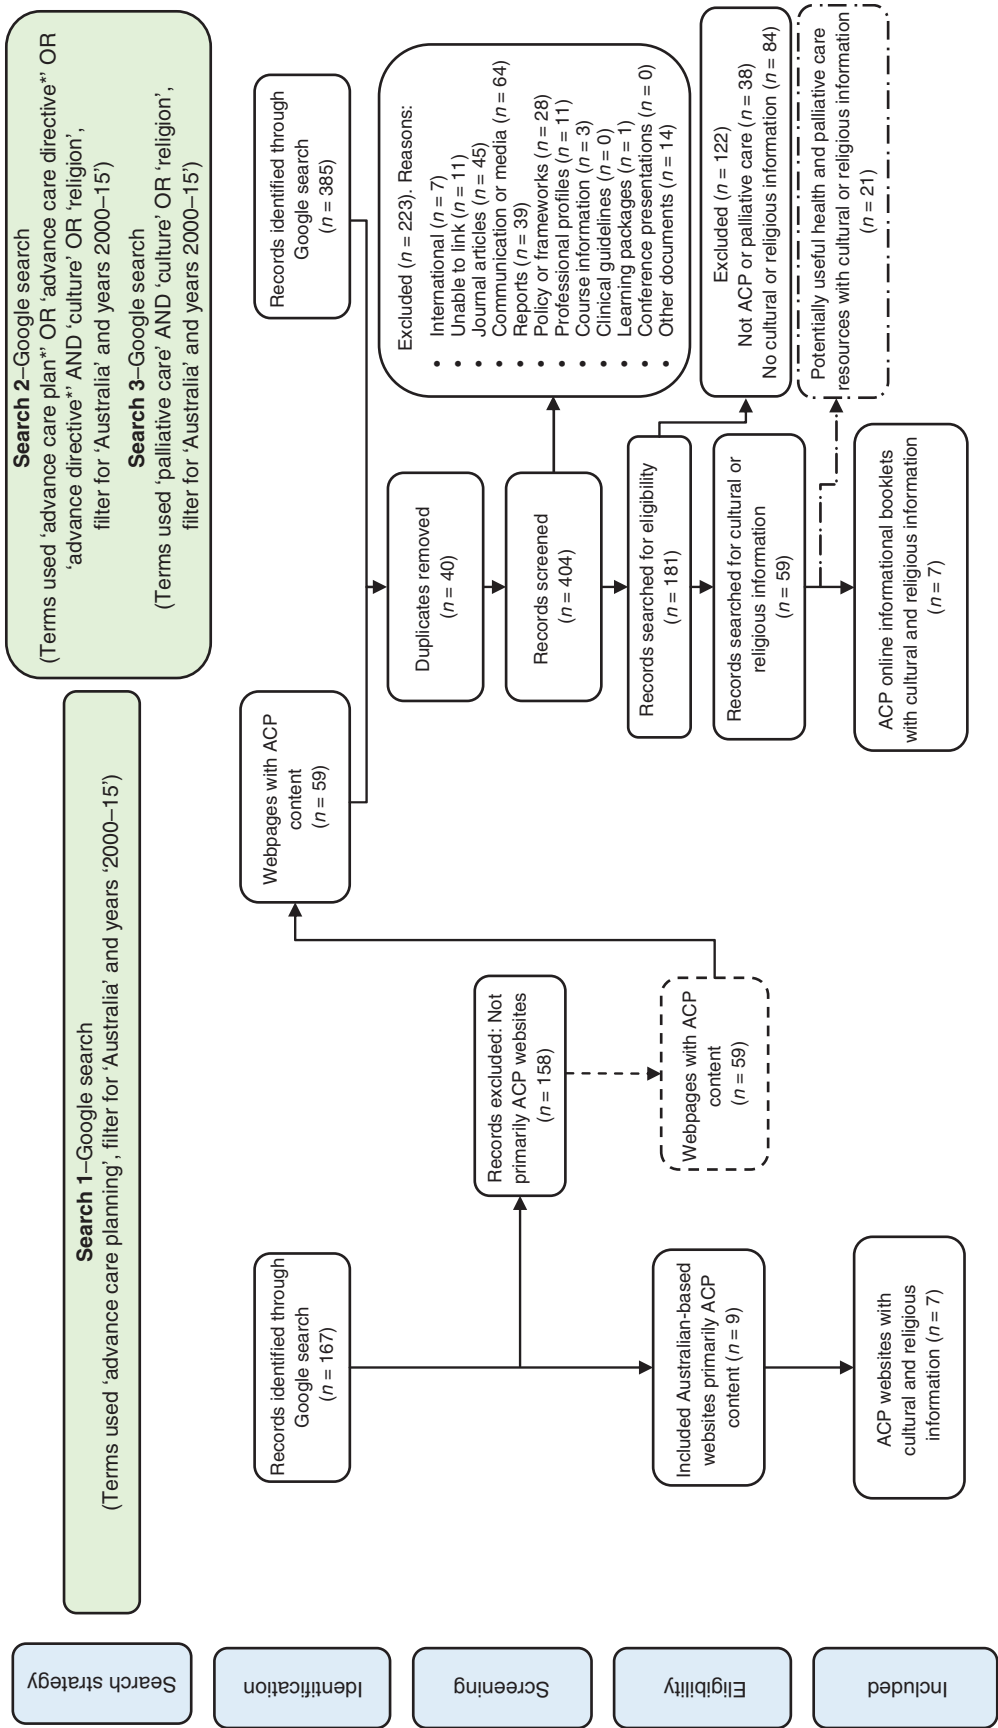 Search strategy
Identification
Screening
Eligibility
Included
Search 1–Google search
(Terms used ‘advance care planning’, filter for ‘Australia’ and years ‘2000–15’)
Search 2–Google search
(Terms used ‘advance care plan*’ OR ‘advance care directive*’ OR
‘advance directive*’ AND ‘culture’ OR ‘religion’,
filter for ‘Australia’ and years 2000–15’)
Search 3–Google search
(Terms used ‘palliative care’ AND ‘culture’ OR ‘religion’,
filter for ‘Australia’ and years 2000–15’)
Records identified through
Google search
(n = 167)
Records excluded: Not
primarily ACP websites
(n = 158)
Included Australian-based
websites primarily ACP
content (n = 9)
Webpages with ACP
content
(n = 59)
ACP websites with
cultural and religious
information (n = 7)
Webpages with ACP
content
(n = 59)
Records identified through
Google search
(n = 385)
Duplicates removed
(n = 40)
Records screened
(n = 404)
Excluded (n = 223). Reasons:
• International (n = 7)
• Unable to link (n = 11)
• Journal articles (n = 45)
• Communication or media (n = 64)
• Reports (n = 39)
• Policy or frameworks (n = 28)
• Professional profiles (n = 11)
• Course information (n = 3)
• Clinical guidelines (n = 0)
• Learning packages (n = 1)
• Conference presentations (n = 0)
• Other documents (n = 14)
Records searched for eligibility
(n = 181)
Excluded (n = 122)
Not ACP or palliative care (n = 38)
No cultural or religious information (n = 84)
Records searched for cultural or
religious information
(n = 59)
Potentially useful health and palliative care
resources with cultural or religious information
(n = 21)
ACP online informational booklets
with cultural and religious information
(n = 7)